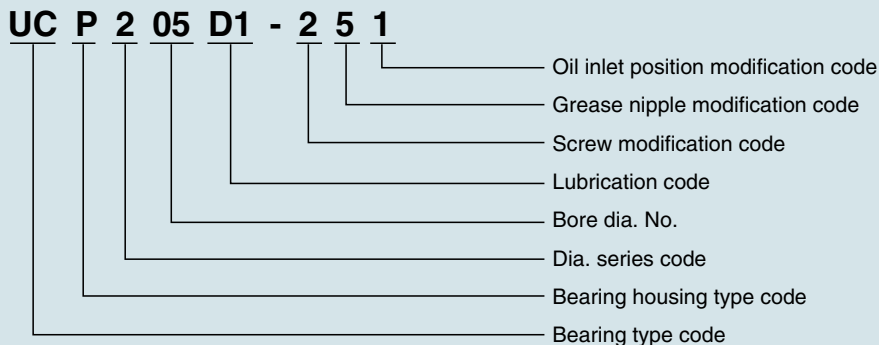 UC P 2 05 D1 - 2 5 1
Oil inlet position modification code
Grease nipple modification code
Screw modification code
Lubrication code
Bore dia. No.
Dia. series code
Bearing housing type code
Bearing type code